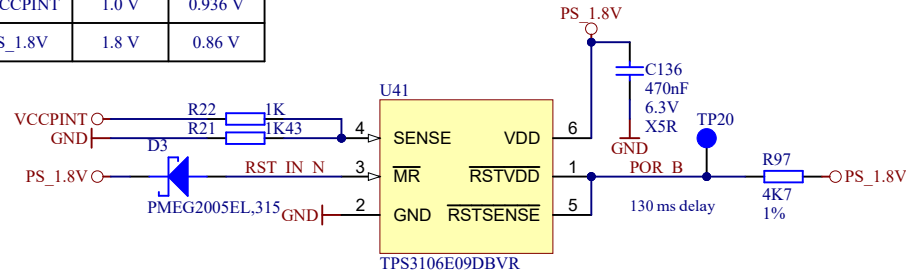 CCPINT 1.0 V 0.936 V
S_1.8V 1.8 V 0.86 V
PS_1.8V
C136
470nF
6.3V
X5R
GND
U41
VCCPINT R22 1K
GND R21 1K43
4 SENSE VDD 6
TP20
D3
PS_1.8V RST_IN_N 3 MR RSTVDD 1 POR_B R97 PS_1.8V
PMEG2005EL,315
GND 2 GND RSTSENSE 5
130 ms delay
4K7
1%
TPS3106E09DBVR